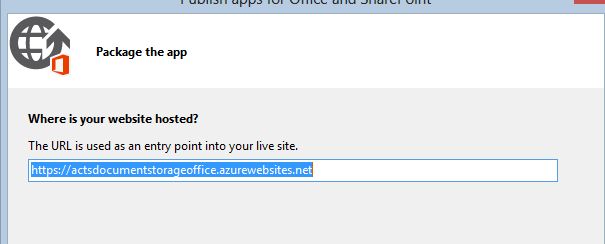 Publish apps for Office and SharePoint
Package the app
Where is your website hosted?
The URL is used as an entry point into your live site.
https://actsdocumentstorageoffice.azurewebsites.net